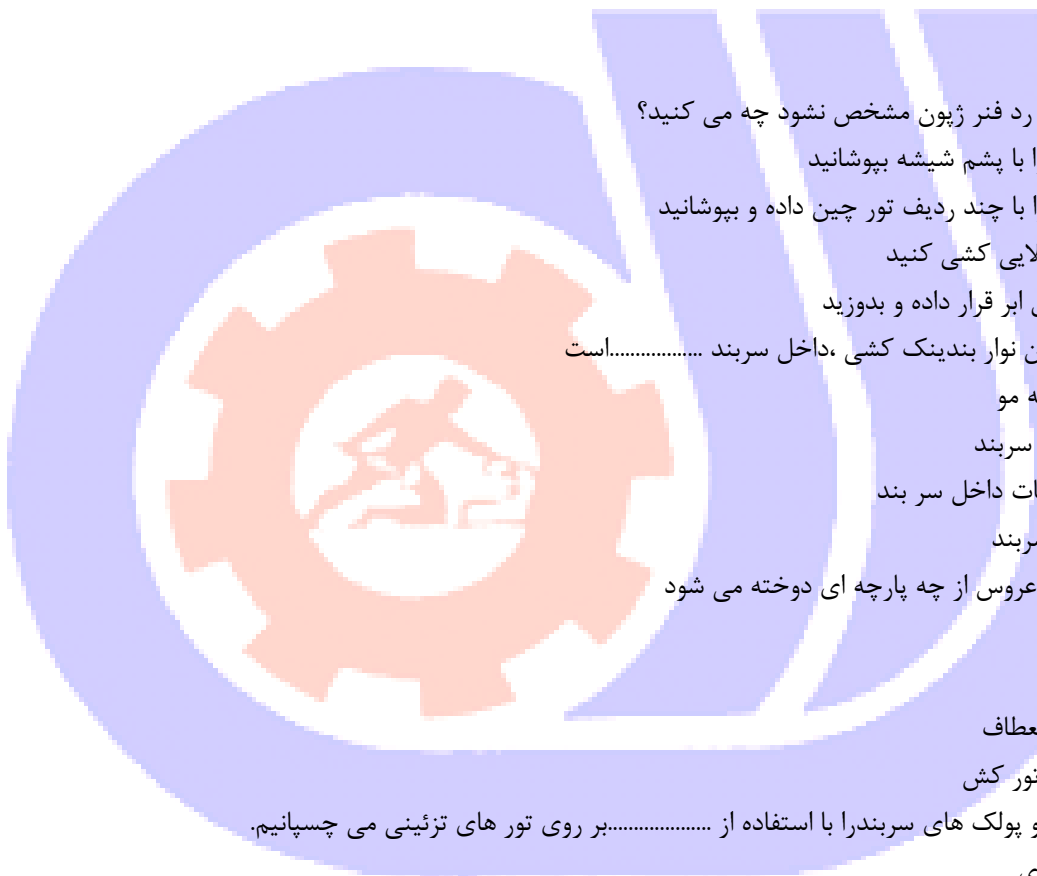 رد فنر ژپون مشخص نشود چه می کنید؟
ا با پشم شیشه بپوشانید
ا با چند ردیف تور چین داده و بپوشانید
لایی کشی کنید
ابر قرار داده و بدوزید
ن نوار بندینک کشی ،داخل سربند ..................است
ه مو
سربند
ات داخل سر بند
سربند
عروس از چه پارچه ای دوخته می شود
عطاف
تور کش
و پولک های سربندرا با استفاده از ...................بر روی تور های تزئینی می چسپانیم.